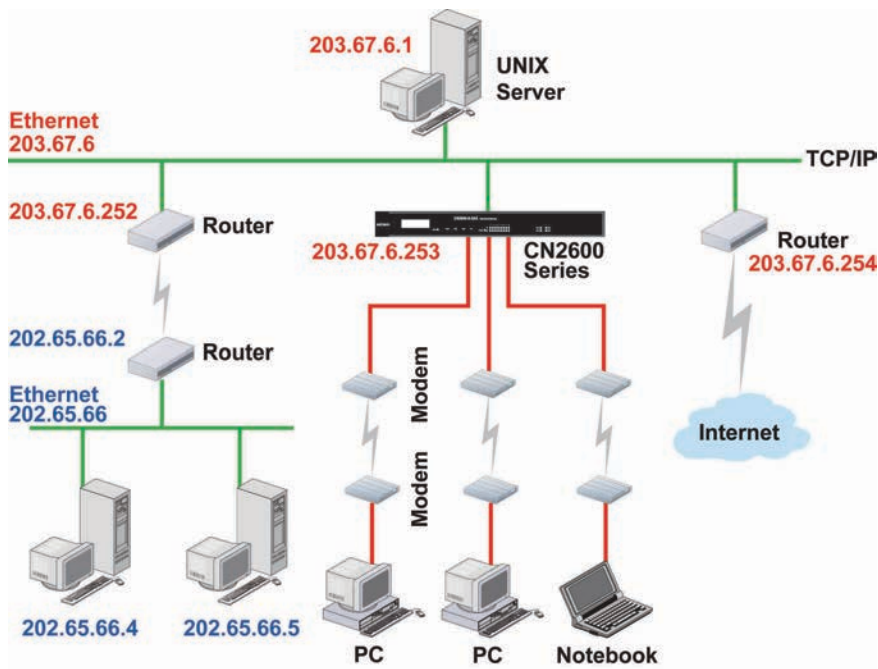 203.67.6.1
UNIX
Server
Ethernet
203.67.6
TCP/IP
203.67.6.252
Router
203.67.6.253
CN2600
Series
Router
203.67.6.254
202.65.66.2
Router
Modem
Ethernet
202.65.66
Internet
Modem
202.65.66.4
202.65.66.5
PC
PC
Notebook